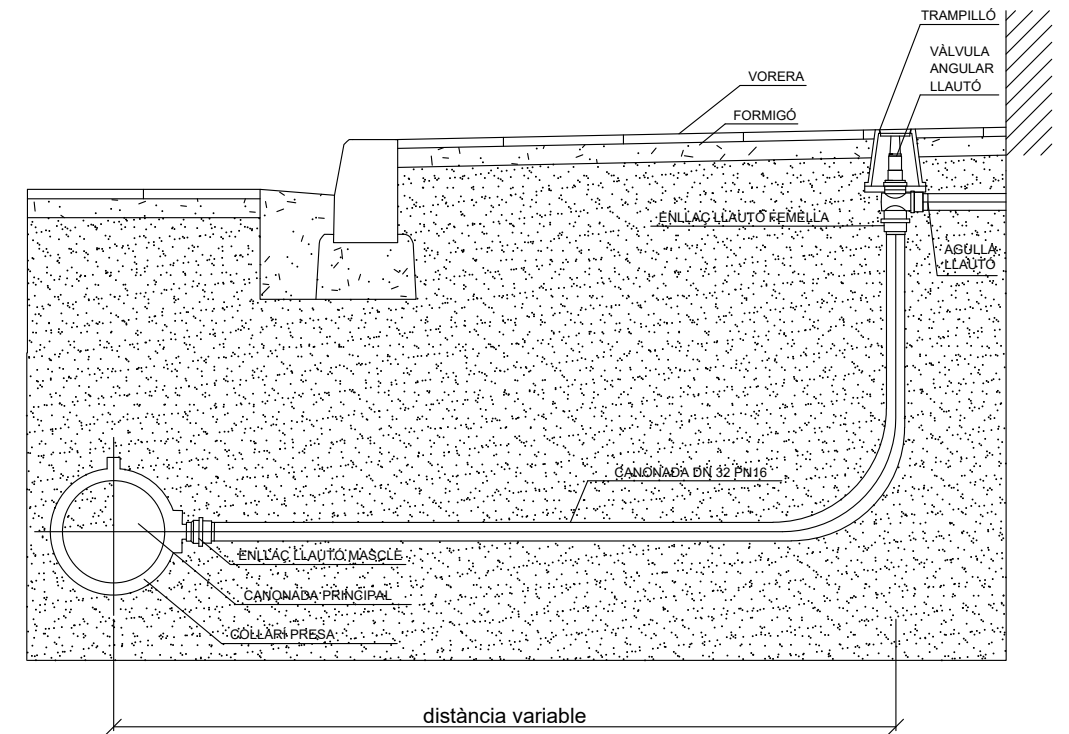 TRAMPILLÓ
VÀLVULA
ANGULAR
LLAUTÓ
VORERA
FORMIGÓ
ENLLAÇ LLAUTÓ FEMELLA
AGULLA
LLAUTÓ
CANONADA DN 32 PN16
ENLLAÇ LLAUTÓ MASCLE
CANONADA PRINCIPAL
COLLARI PRESA
distància variable